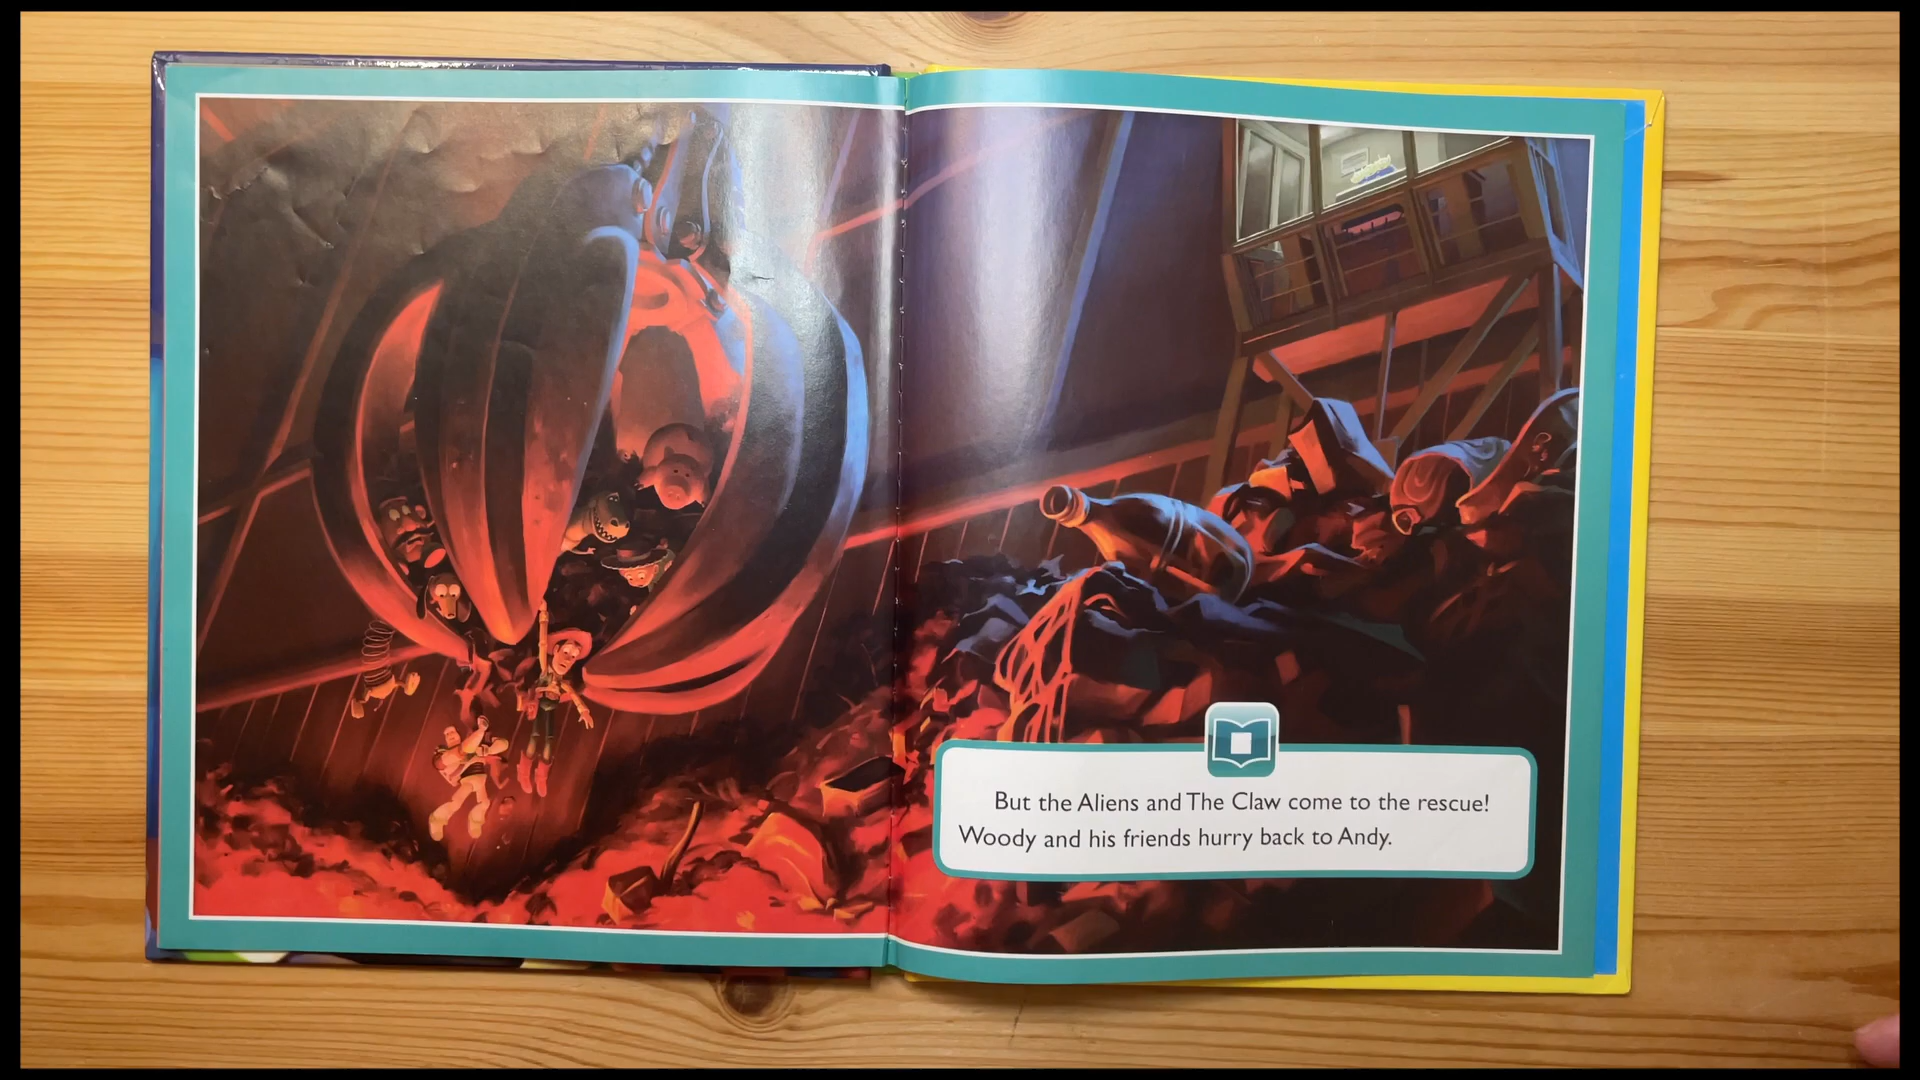 But the Aliens and The Claw come to the rescue!
Woody and his friends hurry back to Andy.